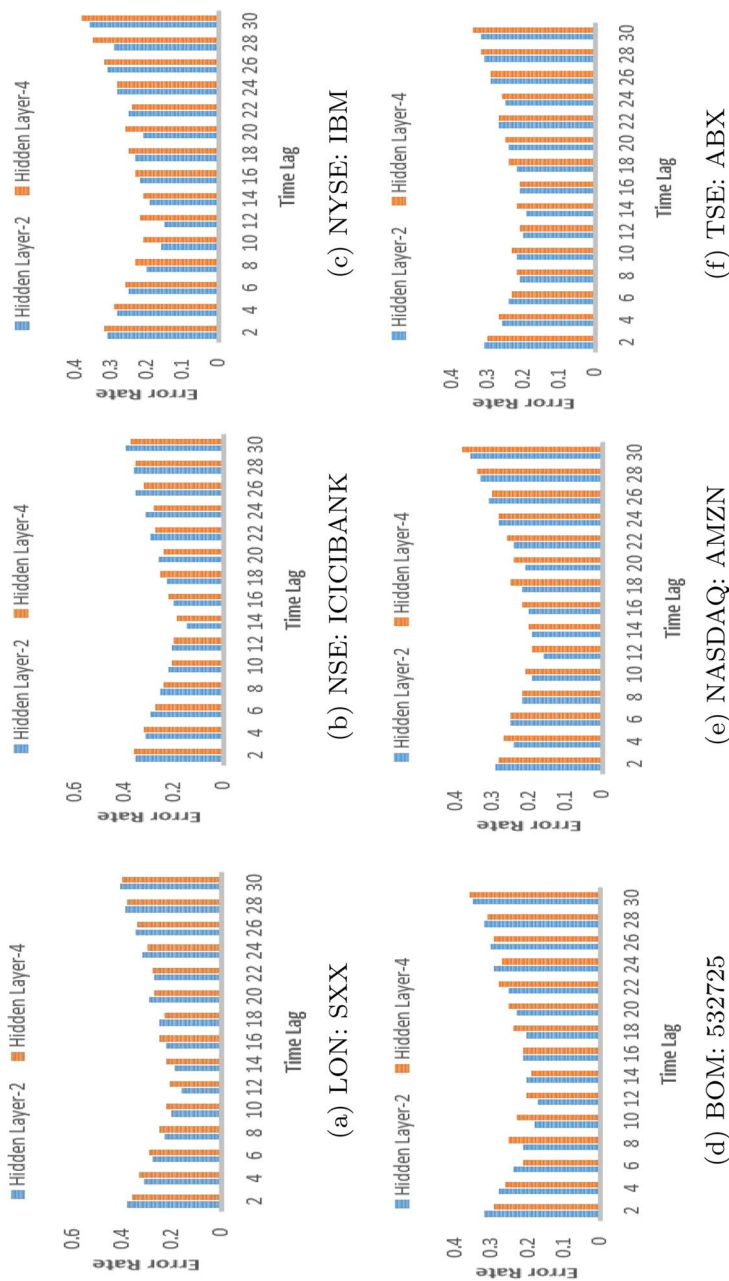 Hidden Layer-2 Hidden Layer-4
Error Rate
0.6
0.4
0.2
0
2 4 6 8 10 12 14 16 18 20 22 24 26 28 30
Time Lag
(a) LON: SXX
Hidden Layer-2 Hidden Layer-4
Error Rate
0.6
0.4
0.2
0
2 4 6 8 10 12 14 16 18 20 22 24 26 28 30
Time Lag
(b) NSE: ICICIBANK
Hidden Layer-2 Hidden Layer-4
Error Rate
0.4
0.3
0.2
0.1
0
2 4 6 8 10 12 14 16 18 20 22 24 26 28 30
Time Lag
(c) NYSE: IBM
Hidden Layer-2 Hidden Layer-4
Error Rate
0.4
0.3
0.2
0.1
0
2 4 6 8 10 12 14 16 18 20 22 24 26 28 30
Time Lag
(d) BOM: 532725
Hidden Layer-2 Hidden Layer-4
Error Rate
0.4
0.3
0.2
0.1
0
2 4 6 8 10 12 14 16 18 20 22 24 26 28 30
Time Lag
(e) NASDAQ: AMZN
Hidden Layer-2 Hidden Layer-4
Error Rate
0.4
0.3
0.2
0.1
0
2 4 6 8 10 12 14 16 18 20 22 24 26 28 30
Time Lag
(f) TSE: ABX